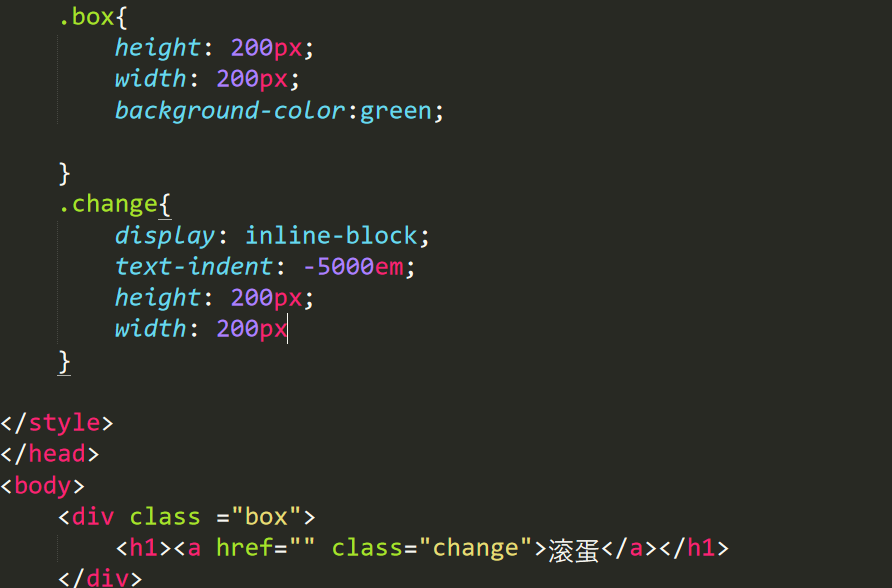 .box{
height: 200px;
width: 200px;
background-color:green;
}
.change{
display: inline-block;
text-indent: -5000em;
height: 200px;
width: 200px
}
</style>
</head>
<body>
<div class ="box">
<h1><a href="" class="change">滚蛋</a></h1>
</div>